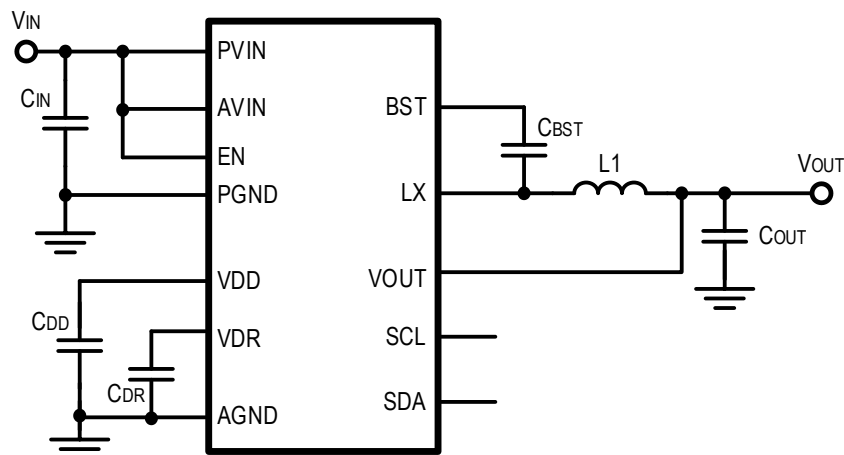 VIN
PVIN
CIN
AVIN
EN
PGND
VDD
CDD
VDR
CDR
AGND
BST
CBST
LX
L1
VOUT
COUT
VOUT
SCL
SDA